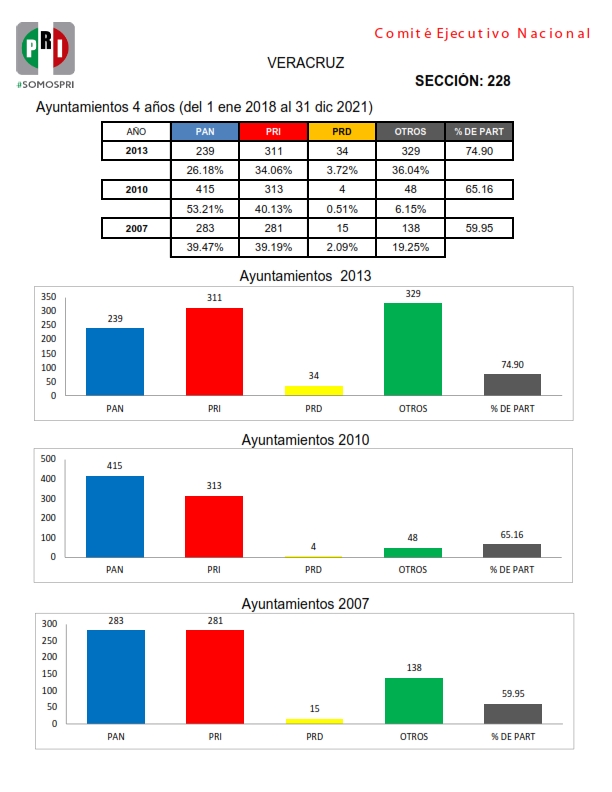 Comité Ejecutivo Nacional
PRI
#SOMOSPRI
VERACRUZ
SECCIÓN: 228
Ayuntamientos 4 años (del 1 ene 2018 al 31 dic 2021)
AÑO PAN PRI PRD OTROS % DE PART
2013 239 311 34 329 74.90
26.18% 34.06% 3.72% 36.04%
2010 415 313 4 48 65.16
53.21% 40.13% 0.51% 6.15%
2007 283 281 15 138 59.95
39.47% 39.19% 2.09% 19.25%
Ayuntamientos 2013
350
300
250
200
150
100
50
0
239 311 34 329 74.90
PAN PRI PRD OTROS % DE PART
Ayuntamientos 2010
500
400
300
200
100
0
415 313 4 48 65.16
PAN PRI PRD OTROS % DE PART
Ayuntamientos 2007
300
250
200
150
100
50
0
283 281 15 138 59.95
PAN PRI PRD OTROS % DE PART